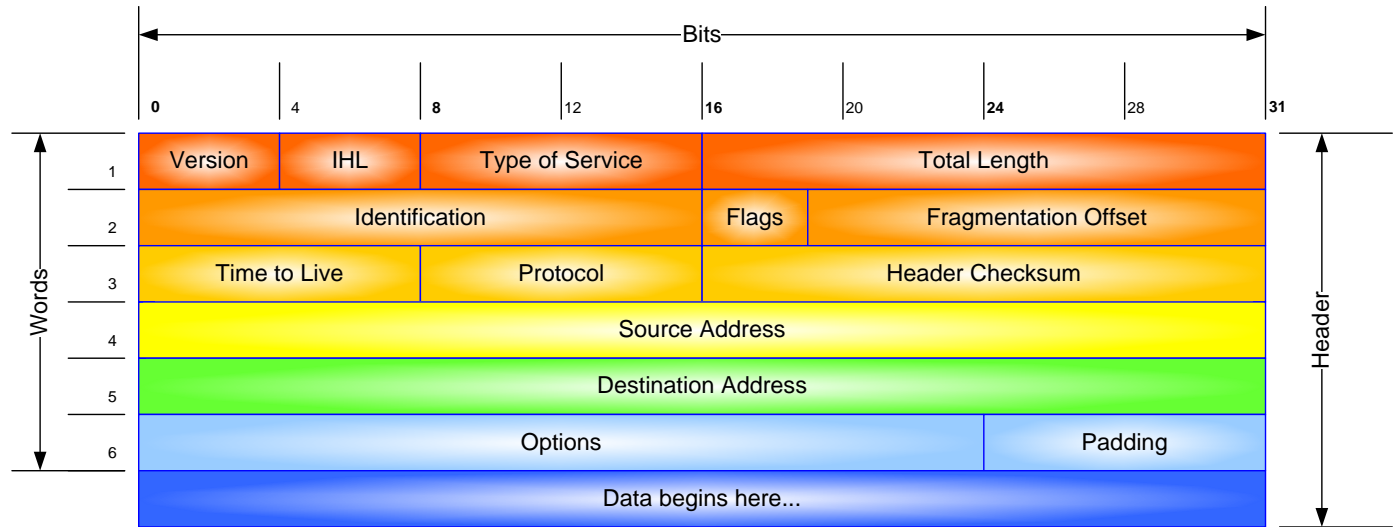 Bits
0 4 8 12 16 20 24 28 31
1 Version IHL Type of Service Total Length
2 Identification Flags Fragmentation Offset
3 Time to Live Protocol Header Checksum
4 Source Address
5 Destination Address
6 Options Padding
Data begins here...
Words
Header